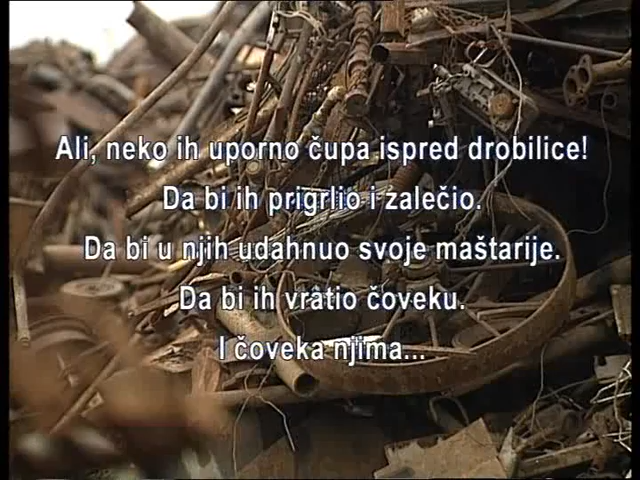 Ali, neko ih uporno čupa ispred drobilice!
Da bi ih prigrlio i zalečio.
Da bi u njih udahnuo svoje maštarije.
Da bi ih vratio čoveku.
I čoveka njima...